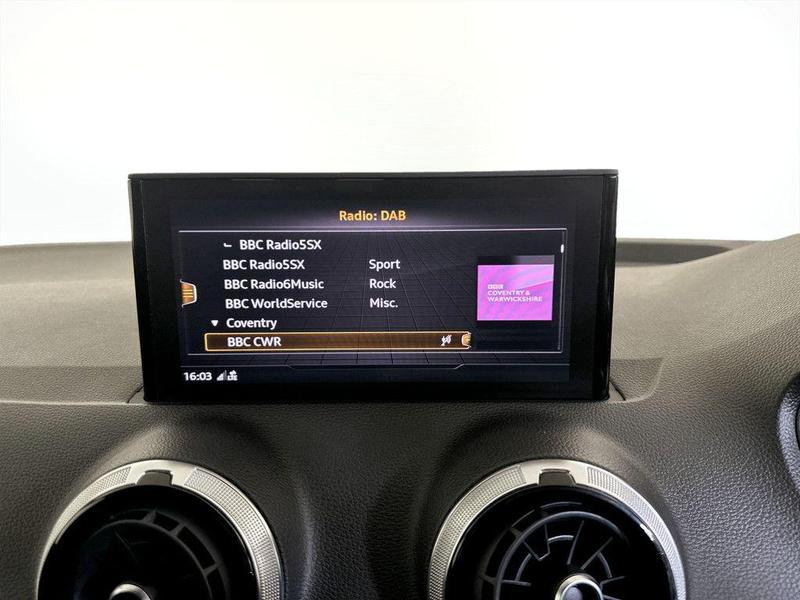 Radio: DAB
BBC Radio5SX
BBC Radio5SX Sport
BBC Radio6Music Rock
BBC WorldService Misc.
Coventry
BBC CWR
BBC
COVENTRY &
WARWICKSHIRE
16:03 LTE